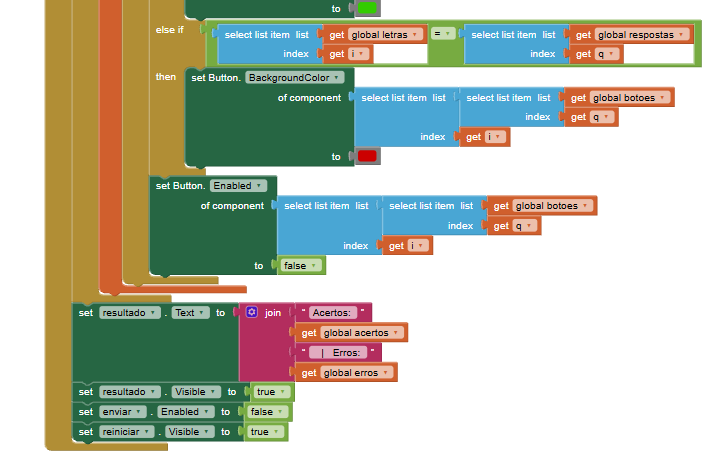 to
else if select list item list get global letras = select list item list get global respostas
index get i index get q
then set Button. BackgroundColor
of component select list item list select list item list get global botoes
index get q
index get i
to
set Button. Enabled
of component select list item list select list item list get global botoes
index get q
index get i
to false
set resultado . Text to join " Acertos: "
get global acertos
" | Erros: "
get global erros
set resultado . Visible to true
set enviar . Enabled to false
set reiniciar . Visible to true